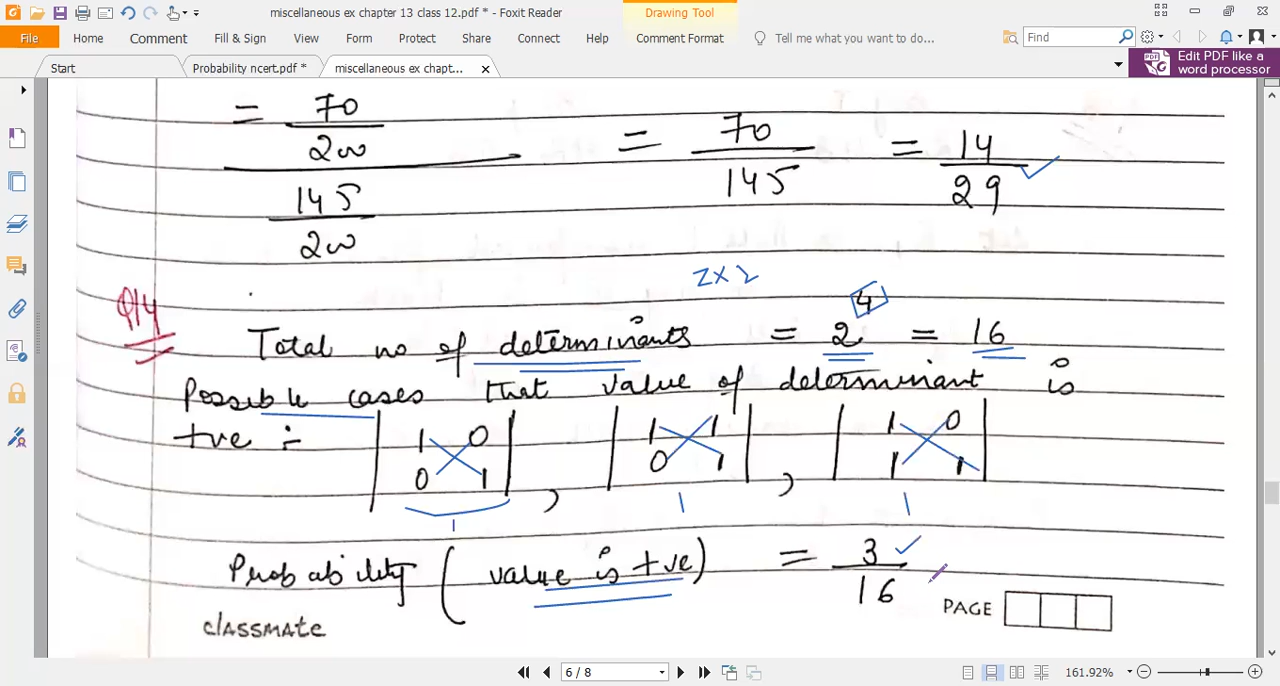 miscellaneous ex chapter 13 class 12.pdf * - Foxit Reader
Drawing Tool
File Home Comment Fill & Sign View Form Protect Share Connect Help Comment Format Tell me what you want to do... Find
Edit PDF like a
word processor
Start Probability ncert.pdf * miscellaneous ex chapt... ×
= 70/200 / 145/200 = 70/145 = 14/29 ✓
2×2
Q14
Total no of determinants = 2^4 = 16
Possible cases that value of determinant is
+ve :- |1 0|, |1 1|, |1 0|
|0 1| |0 1| |1 1|
1 1 1
Probability (value is +ve) = 3/16 ✓
classmate
PAGE
6 / 8
161.92%